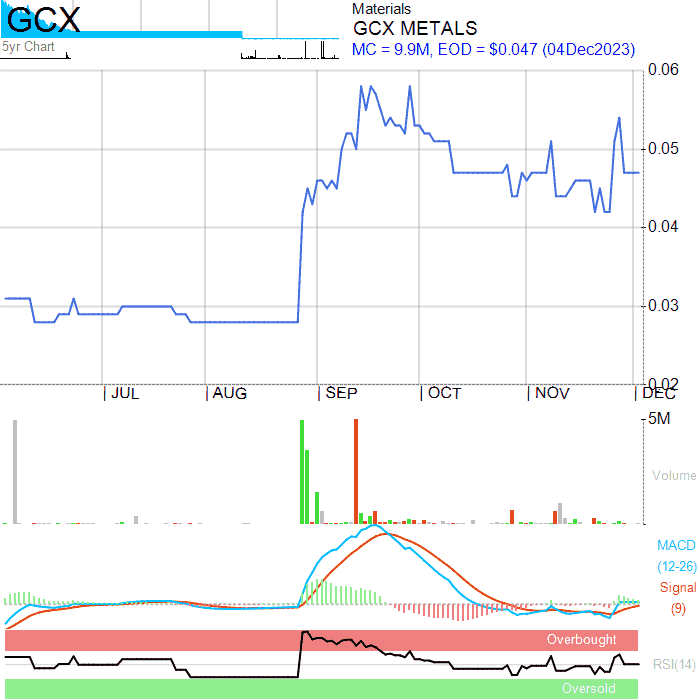 GCX
5yr Chart
Materials
GCX METALS
MC = 9.9M, EOD = $0.047 (04Dec2023)
0.06
0.05
0.04
0.03
0.02
JUL AUG SEP OCT NOV DEC
5M
Volume
MACD
(12-26)
Signal
(9)
Overbought
RSI(14)
Oversold